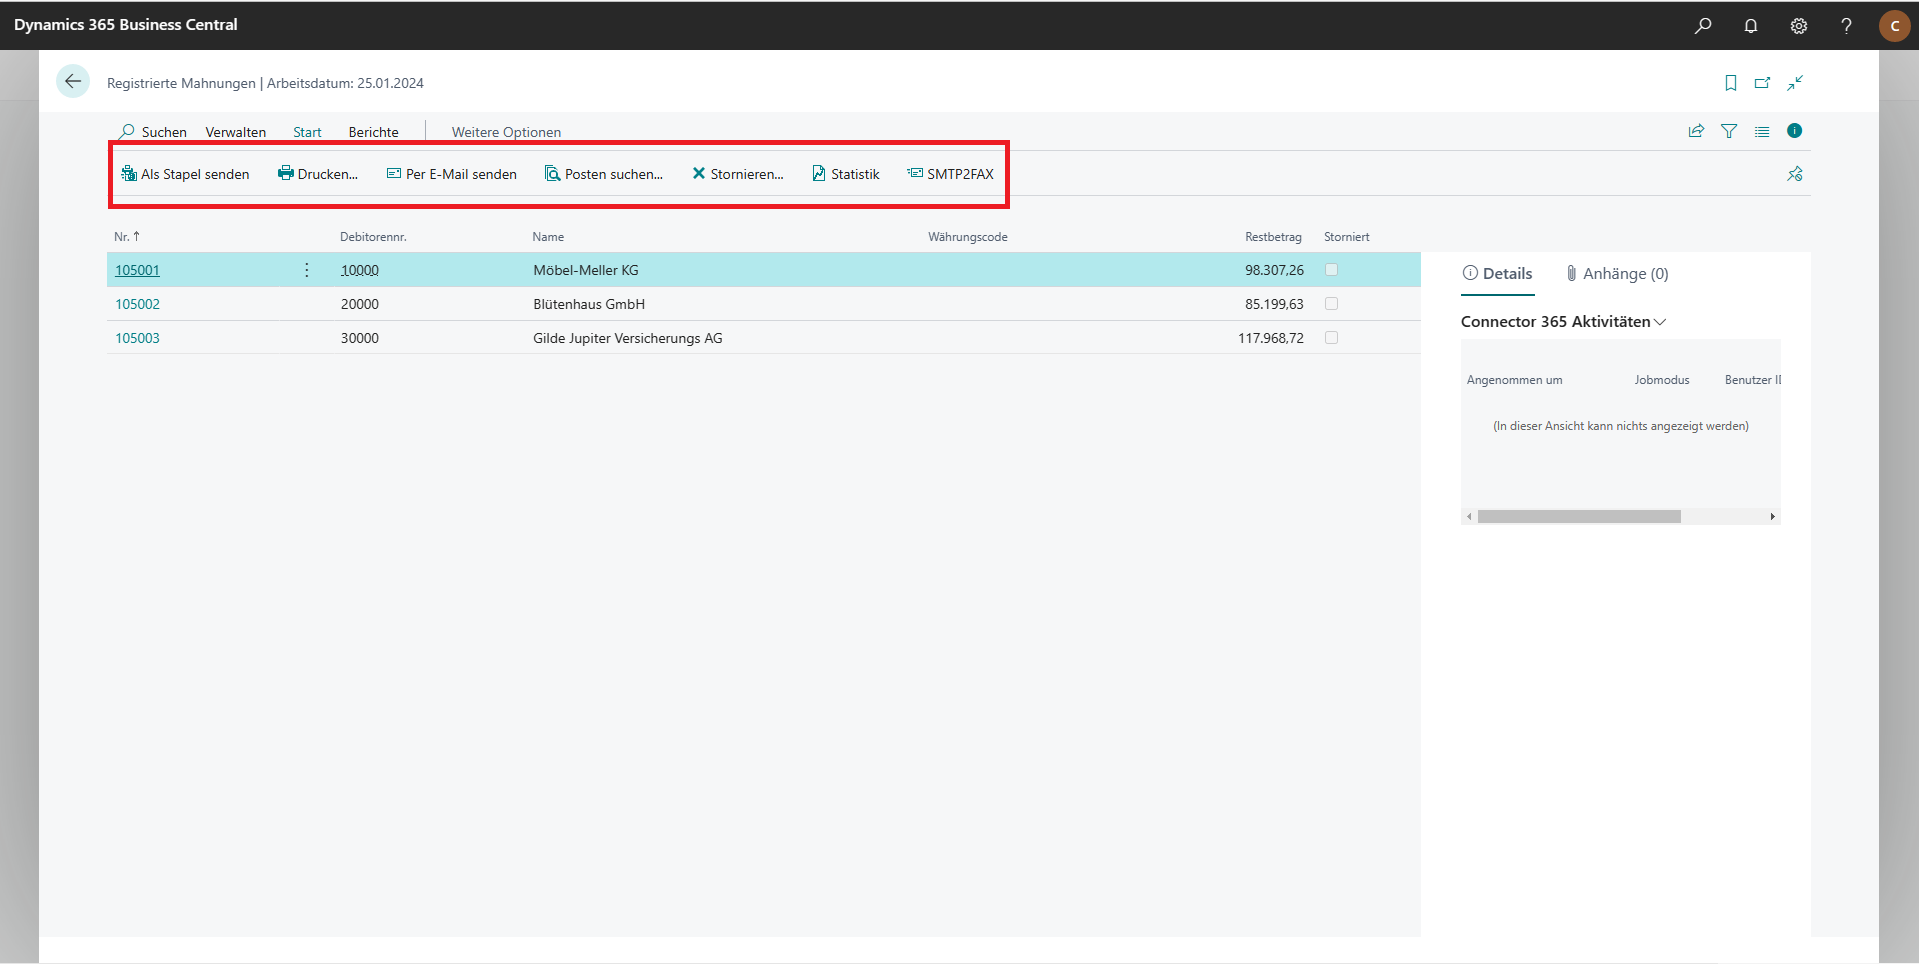 Dynamics 365 Business Central
C
Registrierte Mahnungen | Arbeitsdatum: 25.01.2024
Suchen Verwalten Start Berichte Weitere Optionen
Als Stapel senden Drucken... Per E-Mail senden Posten suchen... Stornieren... Statistik SMTP2FAX
Nr. ↑ Debitorennr. Name Währungscode Restbetrag Storniert
105001 10000 Möbel-Meller KG 98.307,26
105002 20000 Blütenhaus GmbH 85.199,63
105003 30000 Gilde Jupiter Versicherungs AG 117.968,72
Details Anhänge (0)
Connector 365 Aktivitäten
Angenommen um Jobmodus Benutzer ID
(In dieser Ansicht kann nichts angezeigt werden)